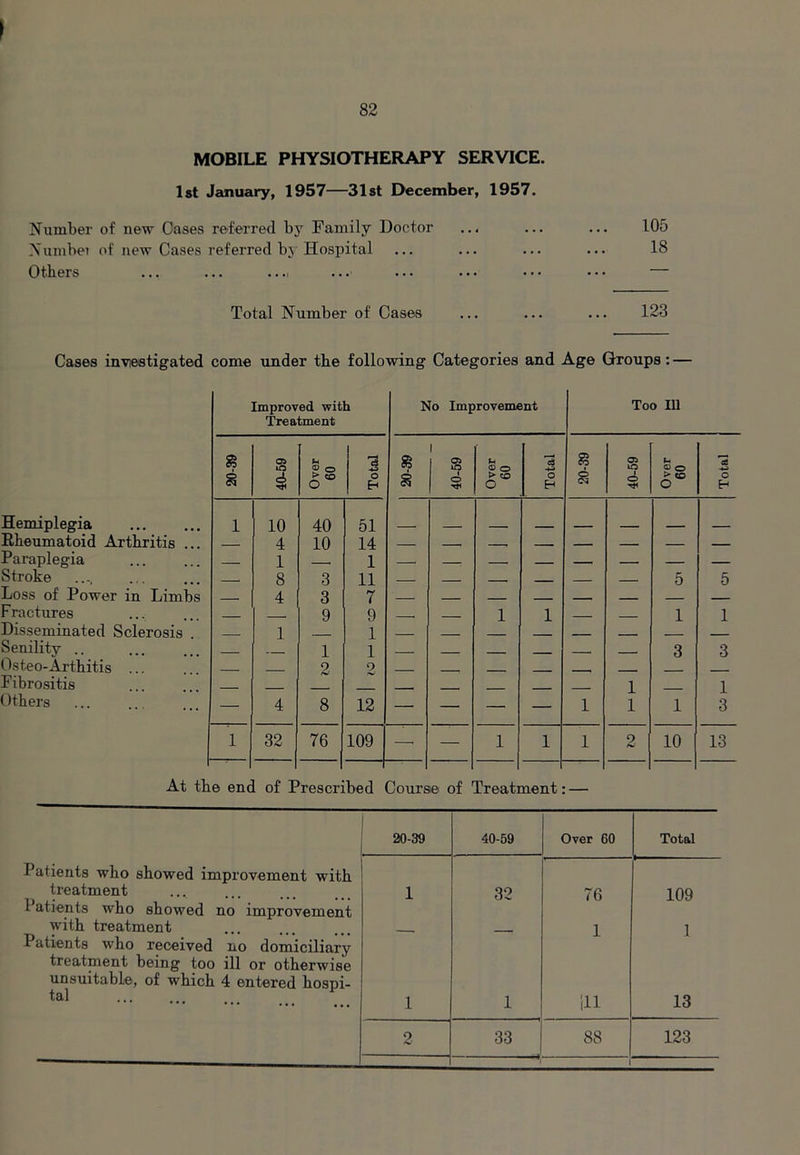 82
MOBILE PHYSIOTHERAPY SERVICE.
1st January, 1957—31st December, 1957.
Number of new Cases referred by Family Doctor ... ... ... 105
Number of new Cases referred by Hospital ... ... ... ... 18
Others ... ... ... ... ... ... ... ... —
Total Number of Cases ... ... ... 123
Cases investigated come under the following Categories and Age Groups:—
Improved with Treatment | No Improvement | Too Ill
20-39 | 40-59 | Over 60 | Total | 20-39 | 40-59 | Over 60 | Total | 20-39 | 40-59 | Over 60 | Total
Hemiplegia ... ... 1 | 10 | 40 | 51 | — | — | — | — | — | — | — | —
Rheumatoid Arthritis ... — | 4 | 10 | 14 | — | — | — | — | — | — | — | —
Paraplegia ... ... — | 1 | — | 1 | — | — | — | — | — | — | — | —
Stroke ... ... ... — | 8 | 3 | 11 | — | — | — | — | — | — | 5 | 5
Loss of Power in Limbs — | 4 | 3 | 7 | — | — | — | — | — | — | — | —
Fractures ... ... — | — | 9 | 9 | — | — | 1 | 1 | — | — | 1 | 1
Disseminated Sclerosis . — | 1 | — | 1 | — | — | — | — | — | — | — | —
Senility .. ... ... — | — | 1 | 1 | — | — | — | — | — | — | 3 | 3
Osteo-Arthitis ... ... — | — | 2 | 2 | — | — | — | — | — | — | — | —
Fibrositis ... ... — | — | — | — | — | — | — | — | — | 1 | — | 1
Others ... .. ... — | 4 | 8 | 12 | — | — | — | — | 1 | 1 | 1 | 3
1 | 32 | 76 | 109 | — | — | 1 | 1 | 1 | 2 | 10 | 13
At the end of Prescribed Course of Treatment:—
20-39 | 40-59 | Over 60 | Total
Patients who showed improvement with
treatment ... ... ... ... 1 | 32 | 76 | 109
Patients who showed no improvement
with treatment ... ... ... — | — | 1 | 1
Patients who received no domiciliary
treatment being too ill or otherwise
unsuitable, of which 4 entered hospi-
tal ... ... ... ... ... 1 | 1 | 11 | 13
2 | 33 | 88 | 123